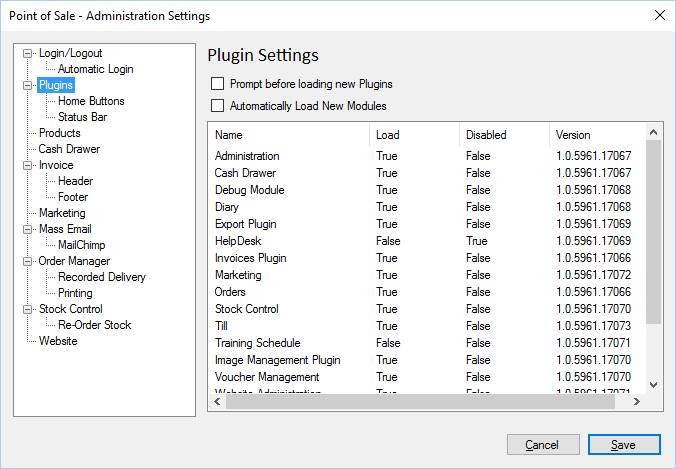 Point of Sale - Administration Settings
Login/Logout
Automatic Login
Plugins
Home Buttons
Status Bar
Products
Cash Drawer
Invoice
Header
Footer
Marketing
Mass Email
MailChimp
Order Manager
Recorded Delivery
Printing
Stock Control
Re-Order Stock
Website
Plugin Settings
Prompt before loading new Plugins
Automatically Load New Modules
Name Load Disabled Version
Administration True False 1.0.5961.17067
Cash Drawer True False 1.0.5961.17067
Debug Module True False 1.0.5961.17068
Diary True False 1.0.5961.17068
Export Plugin True False 1.0.5961.17069
HelpDesk False True 1.0.5961.17069
Invoices Plugin True False 1.0.5961.17066
Marketing True False 1.0.5961.17072
Orders True False 1.0.5961.17066
Stock Control True False 1.0.5961.17070
Till True False 1.0.5961.17073
Training Schedule False False 1.0.5961.17071
Image Management Plugin True False 1.0.5961.17070
Voucher Management True False 1.0.5961.17070
Website Administration True False 1.0.5961.17071
Cancel
Save